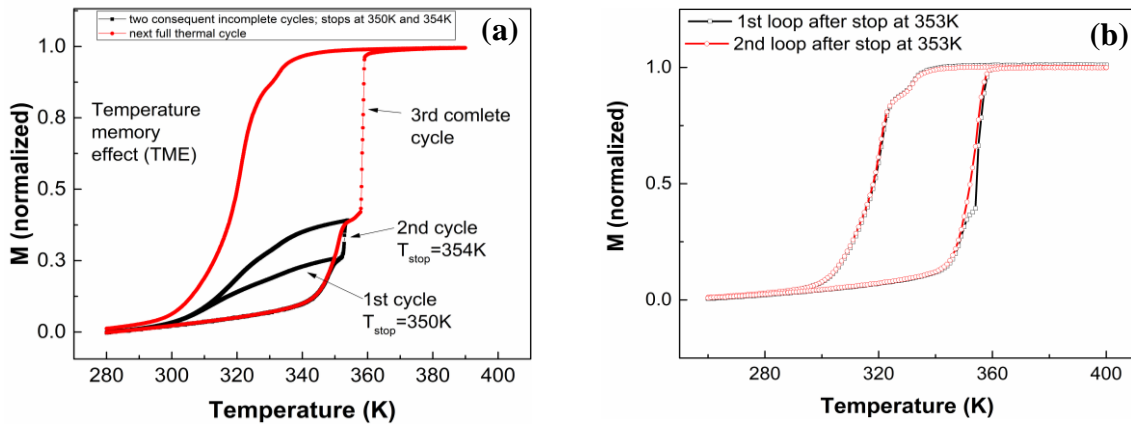 (a)
two consequent incomplete cycles; stops at 350K and 354K
next full thermal cycle
1.0
0.8
0.5
0.3
0.0
M (normalized)
Temperature
memory
effect (TME)
3rd comlete
cycle
2nd cycle
Tstop=354K
1st cycle
Tstop=350K
280 300 320 340 360 380 400
Temperature (K)
(b)
1st loop after stop at 353K
2nd loop after stop at 353K
1.0
0.5
0.0
M (normalized)
280 320 360 400
Temperature (K)